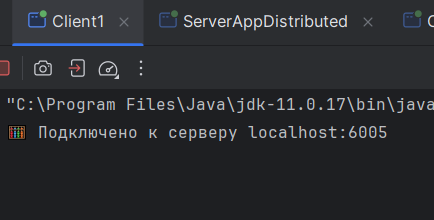 Client1 ServerAppDistributed
"C:\Program Files\Java\jdk-11.0.17\bin\java
🧮 Подключено к серверу localhost:6005